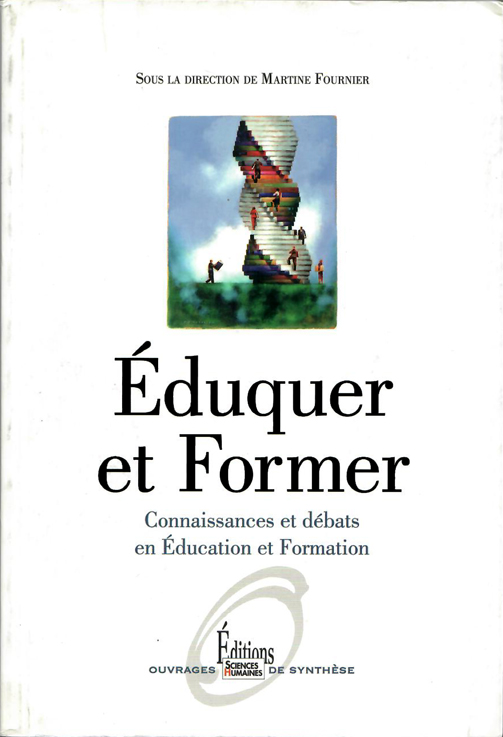 SOUS LA DIRECTION DE MARTINE FOURNIER
Éduquer
et Former
Connaissances et débats
en Éducation et Formation
Éditions
SCIENCES
HUMAINES
OUVRAGES DE SYNTHÈSE